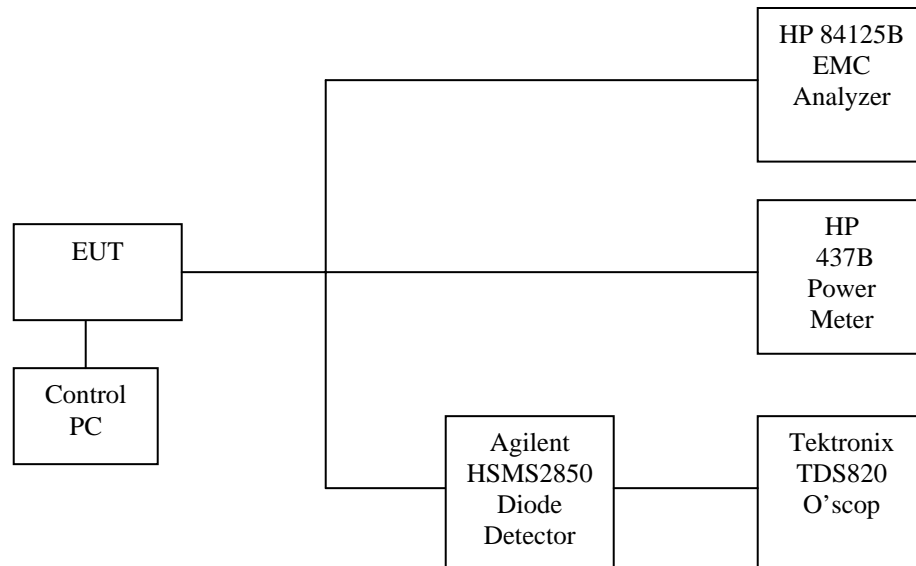 HP 84125B
EMC
Analyzer
EUT
HP
437B
Power
Meter
Control
PC
Agilent
HSMS2850
Diode
Detector
Tektronix
TDS820
O’scop